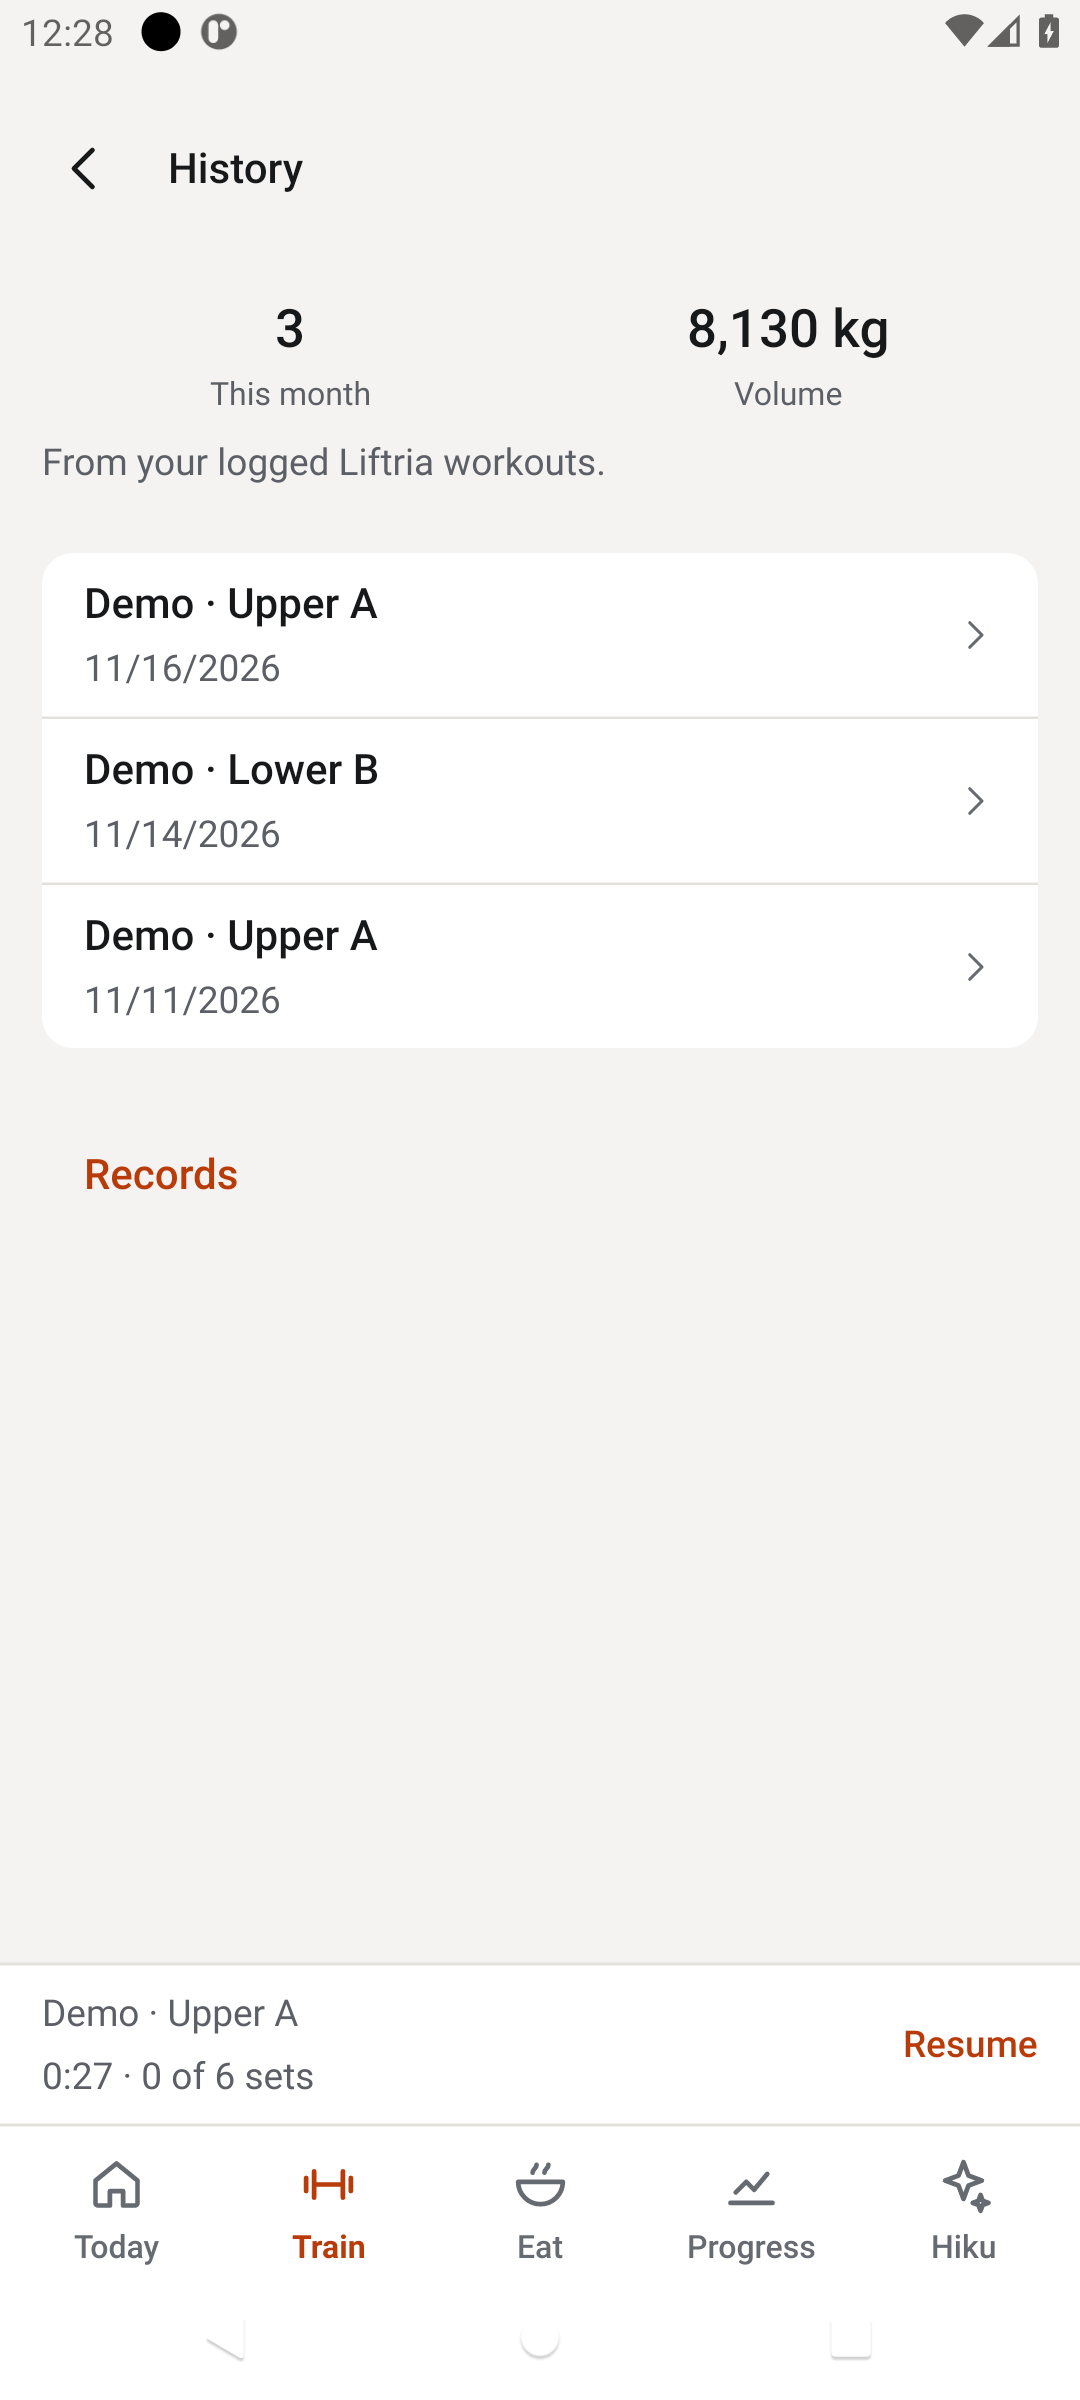 12:28
History
3
This month
8,130 kg
Volume
From your logged Liftria workouts.
Demo · Upper A
11/16/2026
Demo · Lower B
11/14/2026
Demo · Upper A
11/11/2026
Records
Demo · Upper A
0:27 · 0 of 6 sets
Resume
Today
Train
Eat
Progress
Hiku